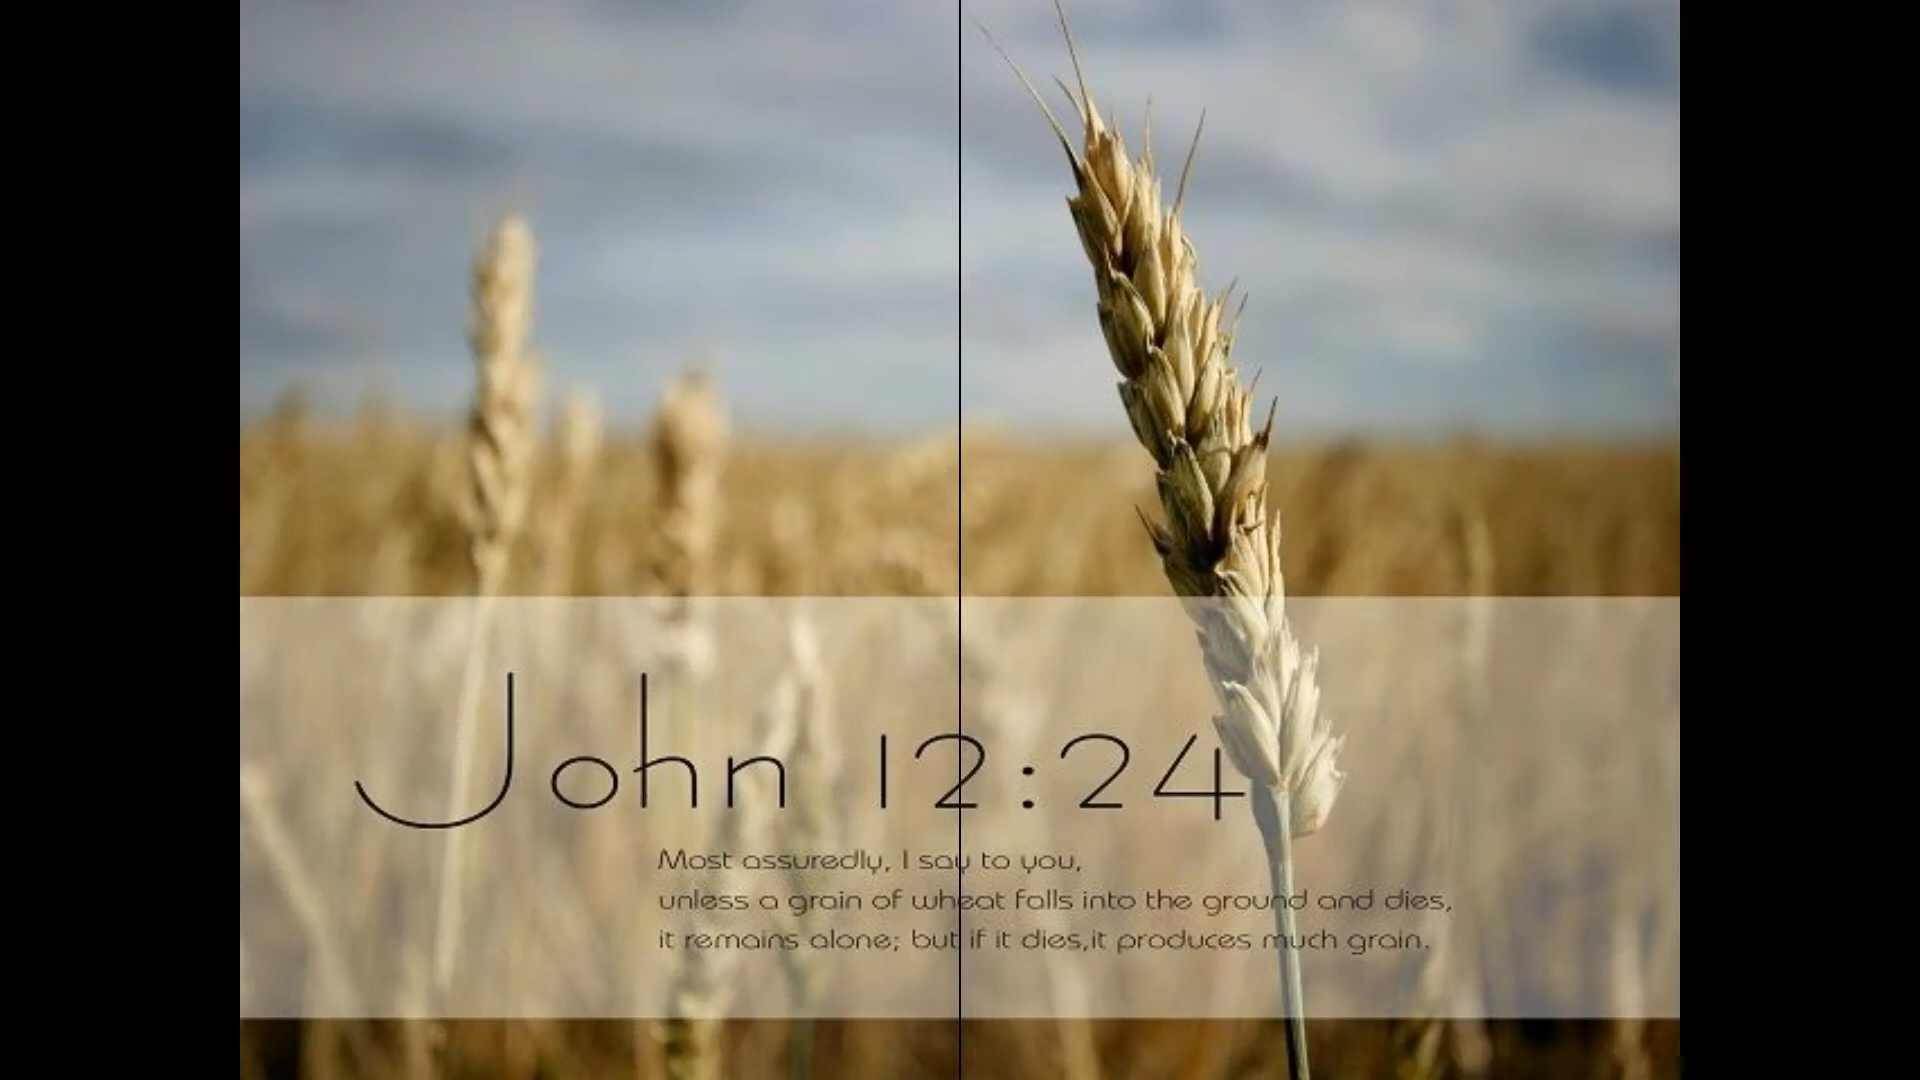 John 12:24
Most assuredly, I say to you,
unless a grain of wheat falls into the ground and dies,
it remains alone; but if it dies,it produces much grain.